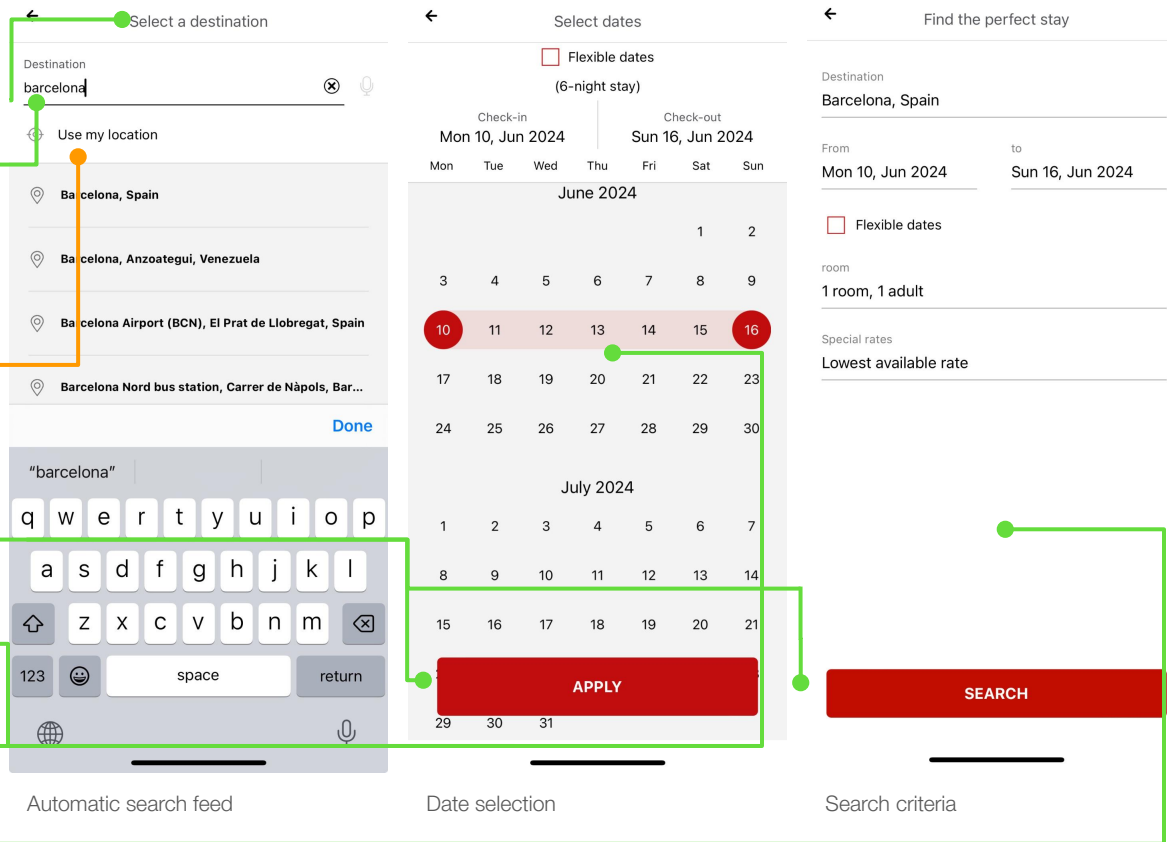 Select a destination
Destination
barcelona
Use my location
Barcelona, Spain
Barcelona, Anzoategui, Venezuela
Barcelona Airport (BCN), El Prat de Llobregat, Spain
Barcelona Nord bus station, Carrer de Nàpols, Bar...
Done
“barcelona”
q w e r t y u i o p
a s d f g h j k l
z x c v b n m
123 space return
Automatic search feed
Select dates
Flexible dates
(6-night stay)
Check-in Check-out
Mon 10, Jun 2024 Sun 16, Jun 2024
Mon Tue Wed Thu Fri Sat Sun
June 2024
1 2
3 4 5 6 7 8 9
10 11 12 13 14 15 16
17 18 19 20 21 22 23
24 25 26 27 28 29 30
July 2024
1 2 3 4 5 6 7
8 9 10 11 12 13 14
15 16 17 18 19 20 21
APPLY
29 30 31
Date selection
Find the perfect stay
Destination
Barcelona, Spain
From to
Mon 10, Jun 2024 Sun 16, Jun 2024
Flexible dates
room
1 room, 1 adult
Special rates
Lowest available rate
SEARCH
Search criteria